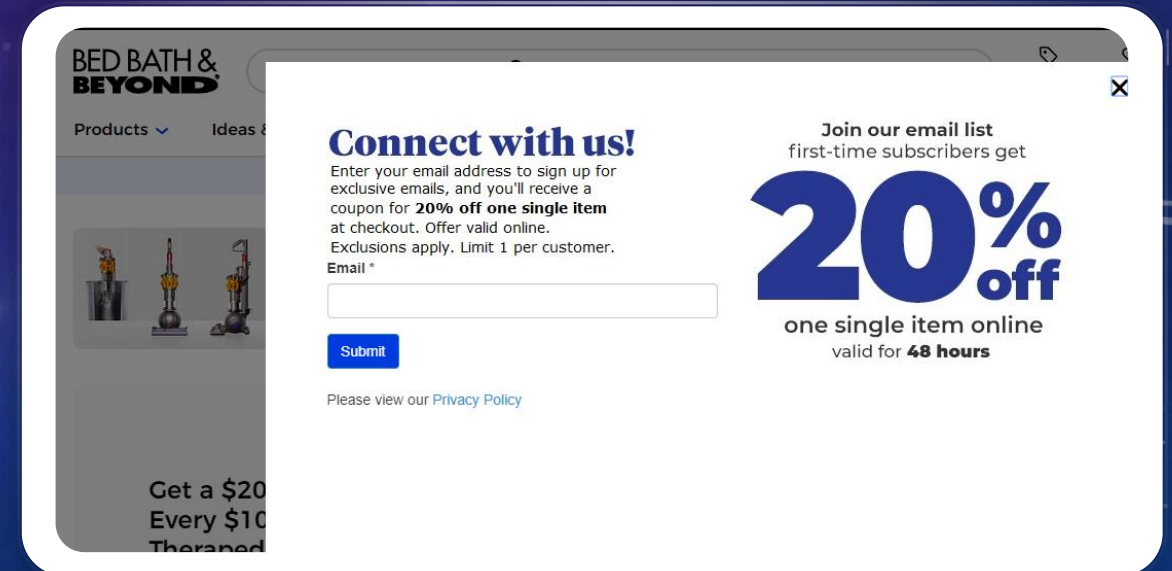 BED BATH &
BEYOND
Products
Ideas &
Connect with us!
Enter your email address to sign up for
exclusive emails, and you'll receive a
coupon for 20% off one single item
at checkout. Offer valid online.
Exclusions apply. Limit 1 per customer.
Email *
Submit
Please view our Privacy Policy
Join our email list
first-time subscribers get
20% off
one single item online
valid for 48 hours
Get a $20
Every $10
Theraped